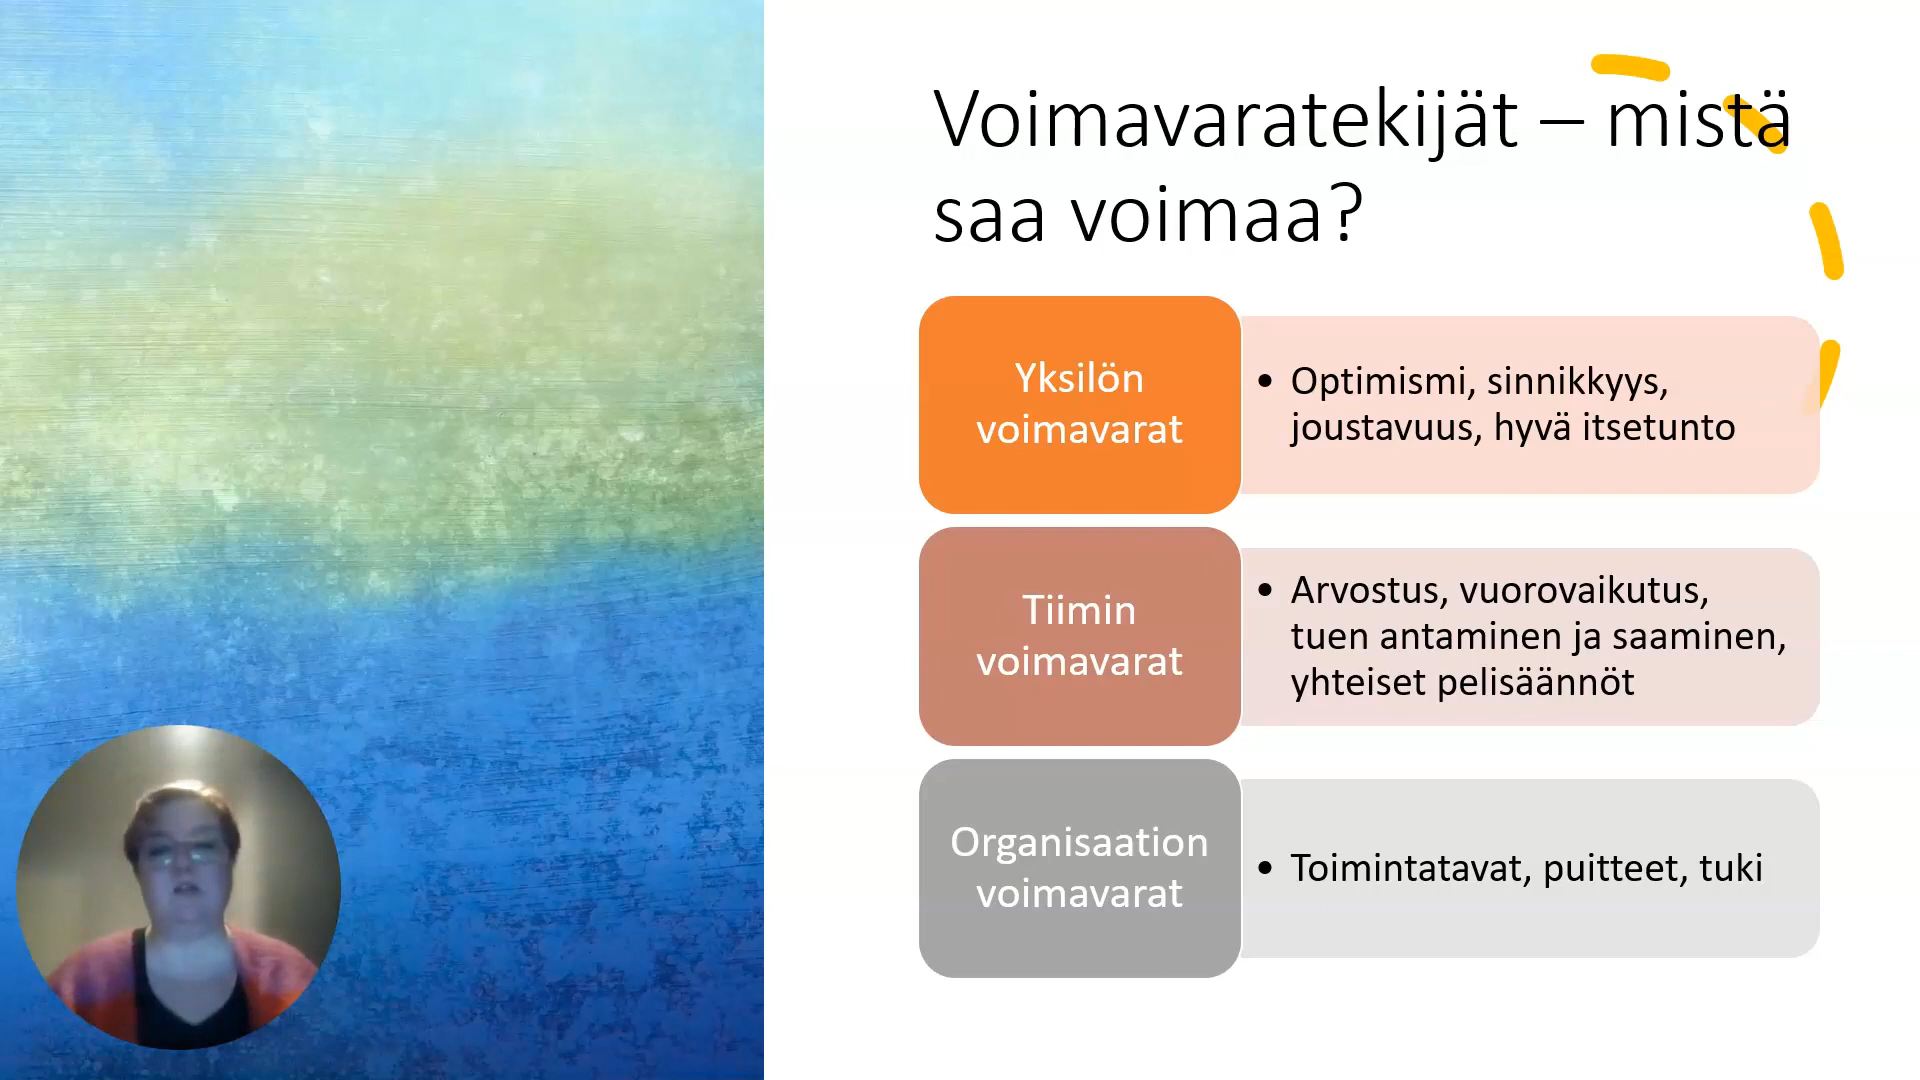 Voimavaratekijät – mistä
saa voimaa?
Yksilön
voimavarat
• Optimismi, sinnikkyys,
joustavuus, hyvä itsetunto
Tiimin
voimavarat
• Arvostus, vuorovaikutus,
tuen antaminen ja saaminen,
yhteiset pelisäännöt
Organisaation
voimavarat
• Toimintatavat, puitteet, tuki